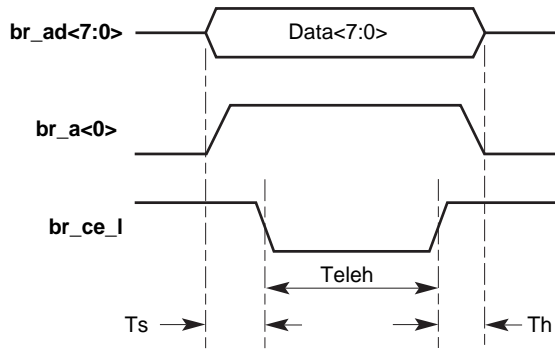 br_ad<7:0>
Data<7:0>
br_a<0>
br_ce_l
Teleh
Ts
Th